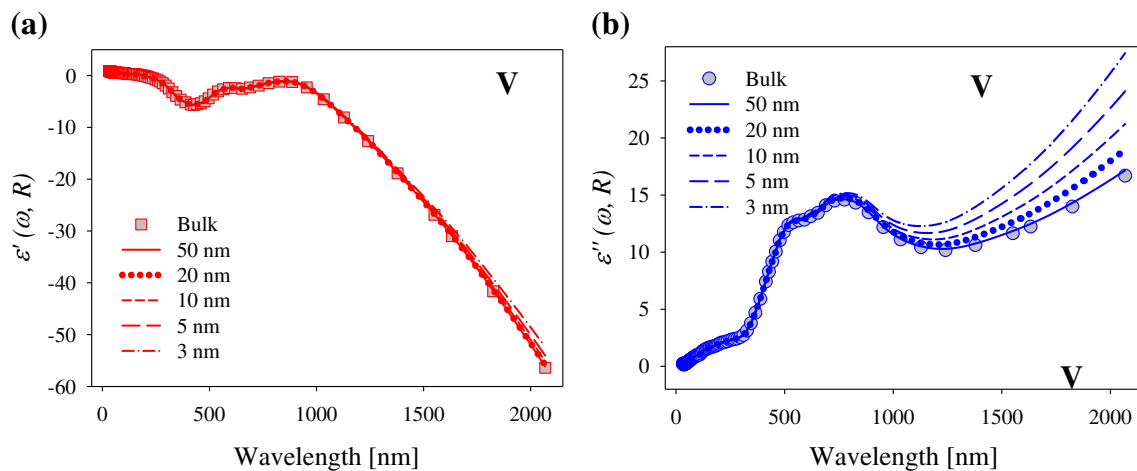 (a)
0
-10
-20
-30
-40
-50
-60
ε' (ω, R)
V
Bulk
50 nm
20 nm
10 nm
5 nm
3 nm
0 500 1000 1500 2000
Wavelength [nm]
(b)
25
20
15
10
5
0
ε'' (ω, R)
V
Bulk
50 nm
20 nm
10 nm
5 nm
3 nm
V
0 500 1000 1500 2000
Wavelength [nm]